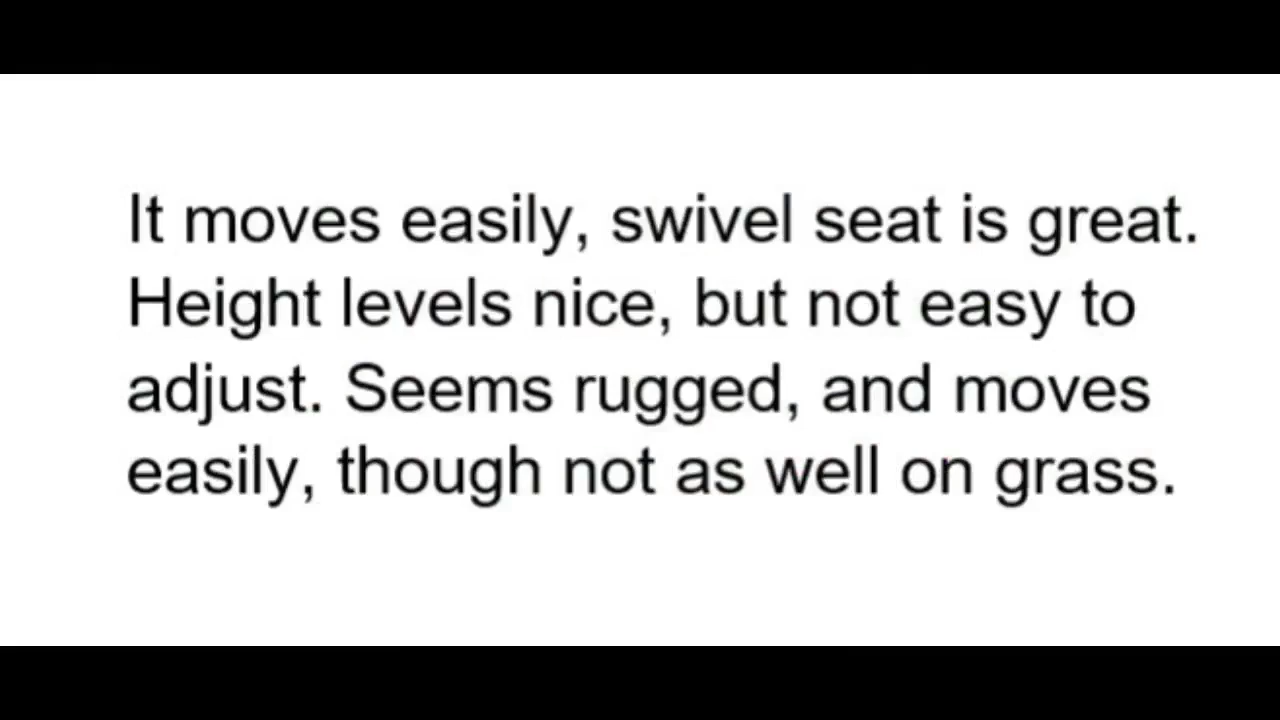 It moves easily, swivel seat is great.
Height levels nice, but not easy to
adjust. Seems rugged, and moves
easily, though not as well on grass.